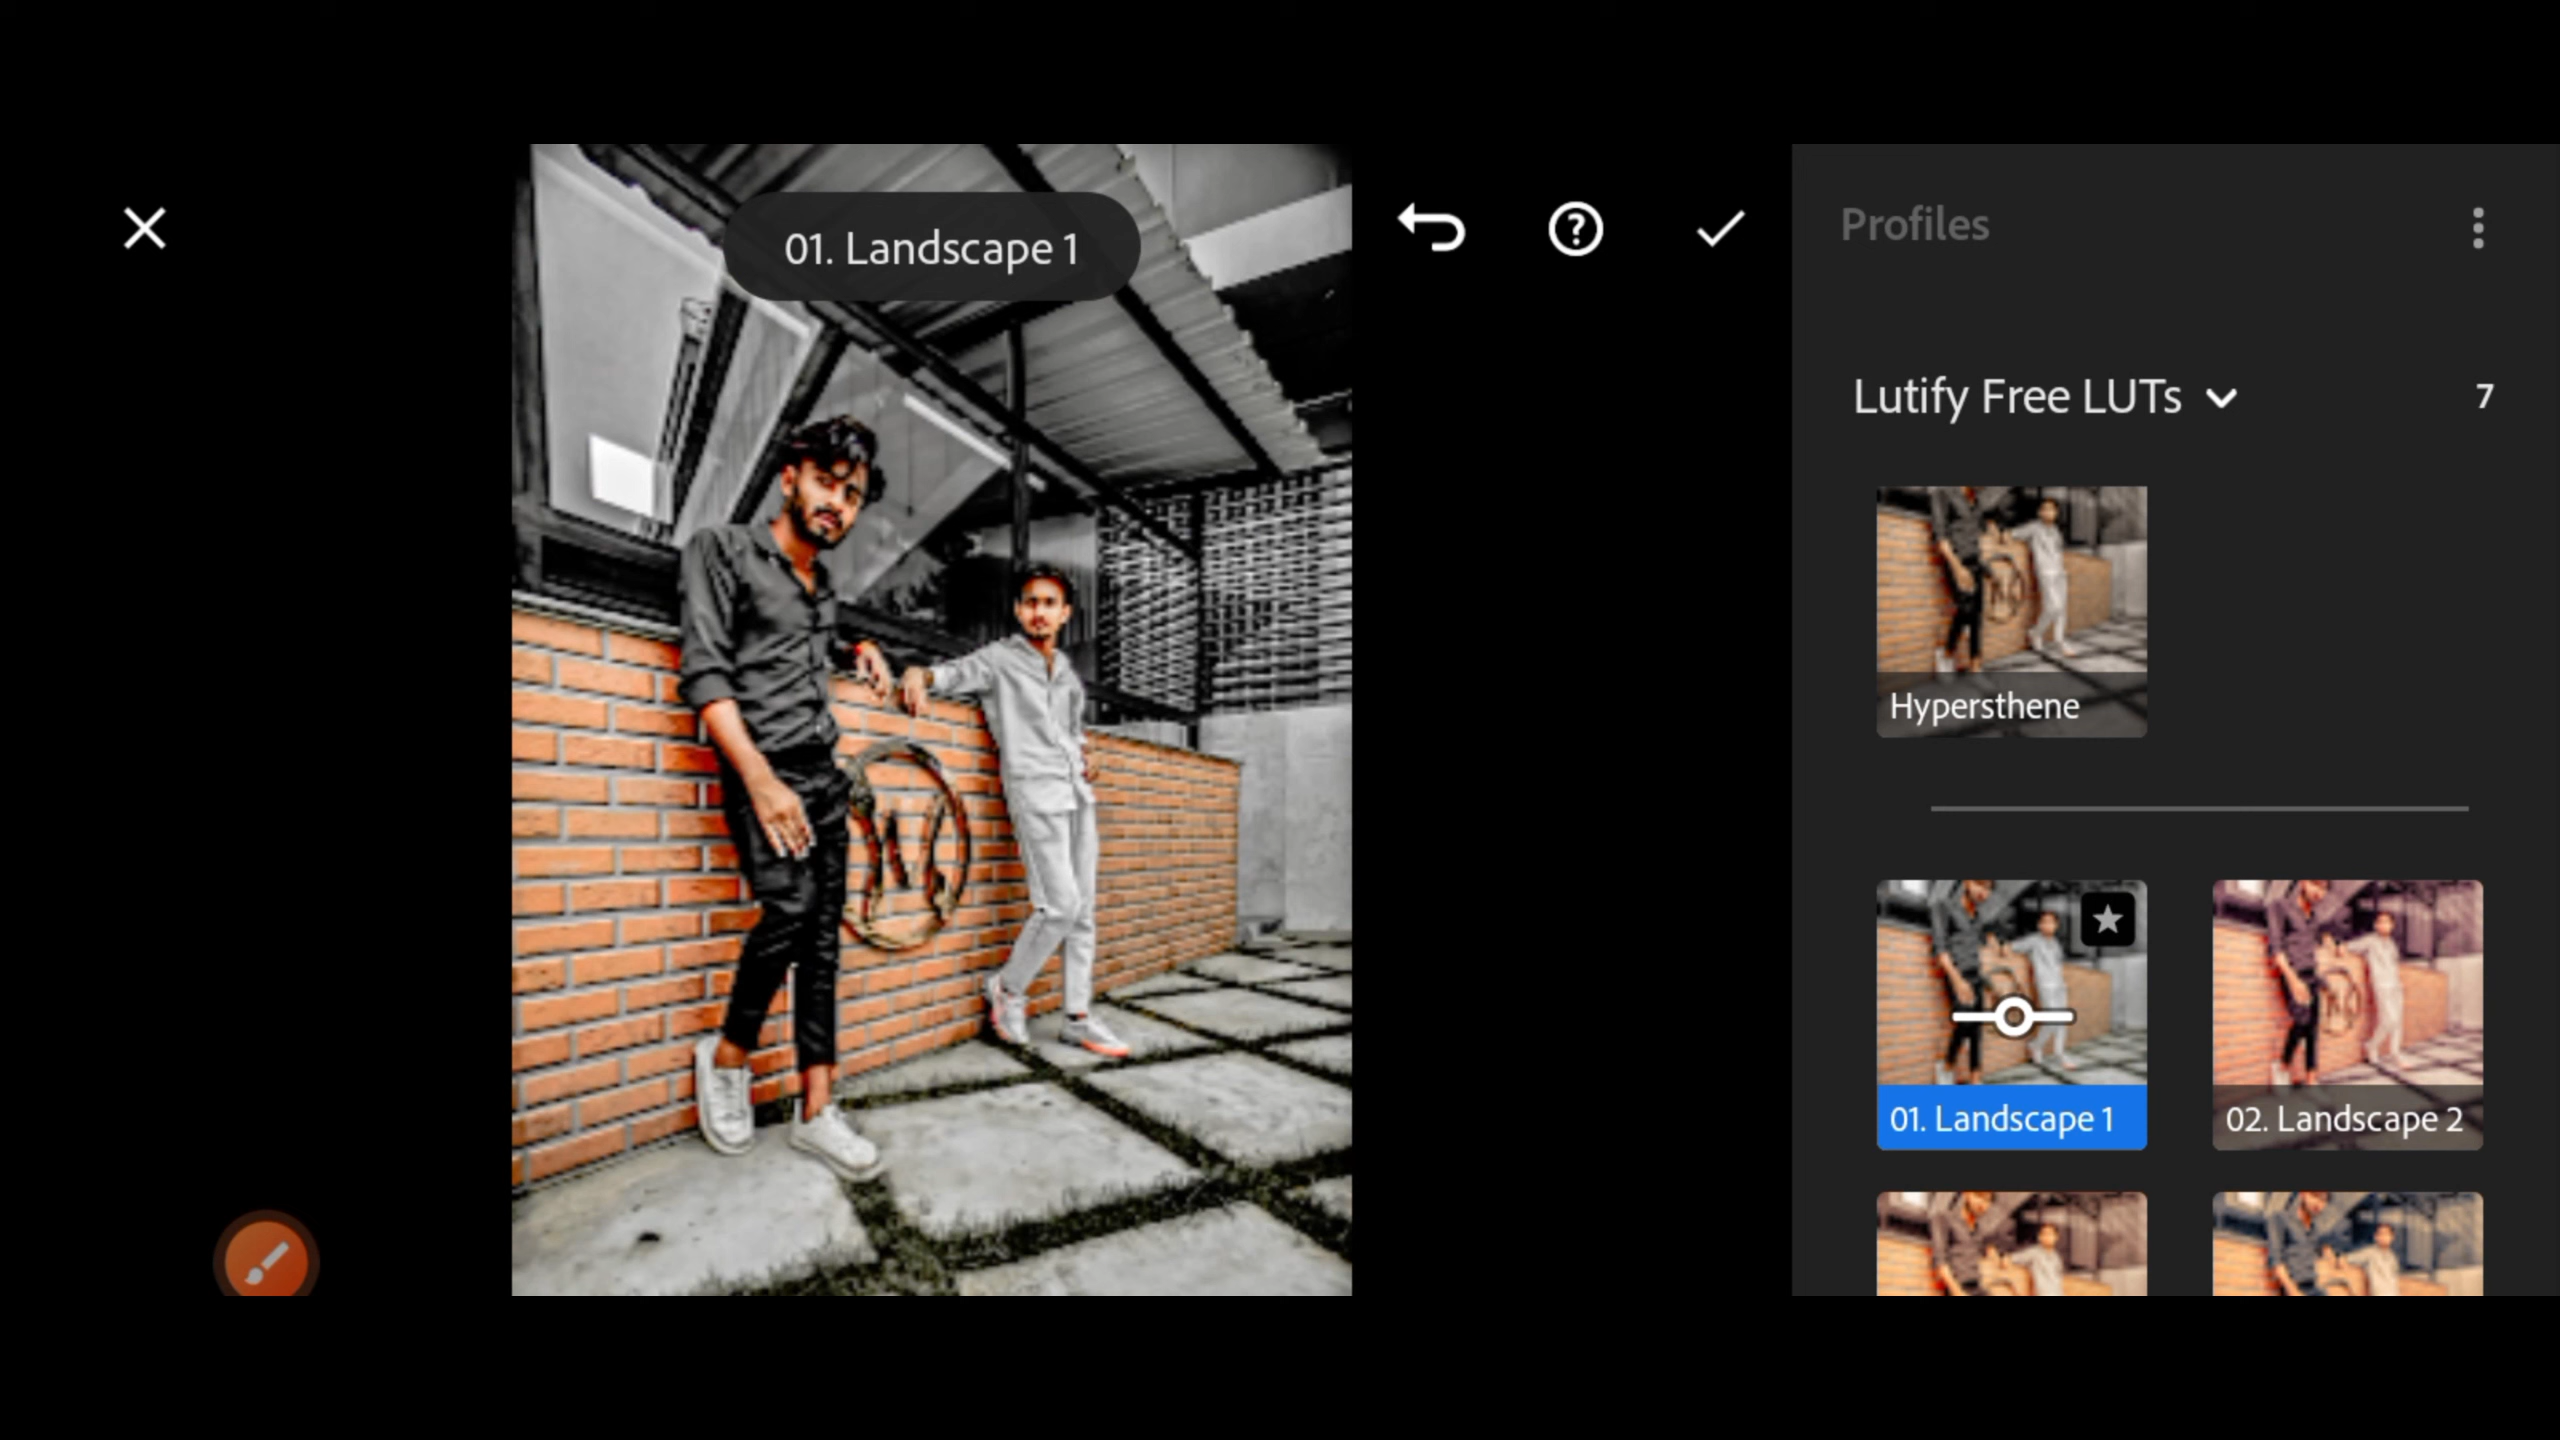 01. Landscape 1
Profiles
Lutify Free LUTs
7
Hypersthene
01. Landscape 1
02. Landscape 2